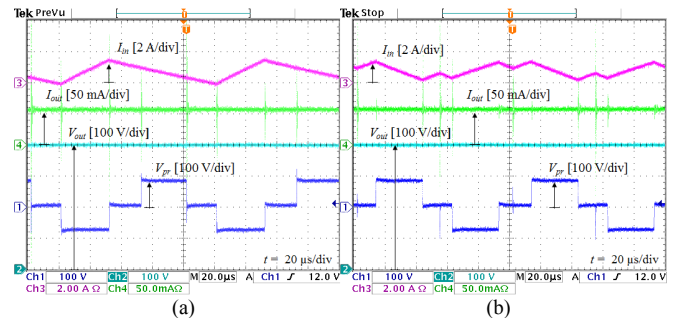 Tek PreVu
U
T
I_in [2 A/div]
3
I_out [50 mA/div]
V_out [100 V/div]
4
V_pr [100 V/div]
1
t = 20 µs/div
2
Ch1 100 V Ch2 100 V M 20.0µs A Ch1 ∫ 12.0 V
Ch3 2.00 A Ω Ch4 50.0mAΩ
(a)
Tek Stop
U
T
I_in [2 A/div]
3
I_out [50 mA/div]
V_out [100 V/div]
4
V_pr [100 V/div]
1
t = 20 µs/div
2
Ch1 100 V Ch2 100 V M 20.0µs A Ch1 ∫ 12.0 V
Ch3 2.00 A Ω Ch4 50.0mAΩ
(b)